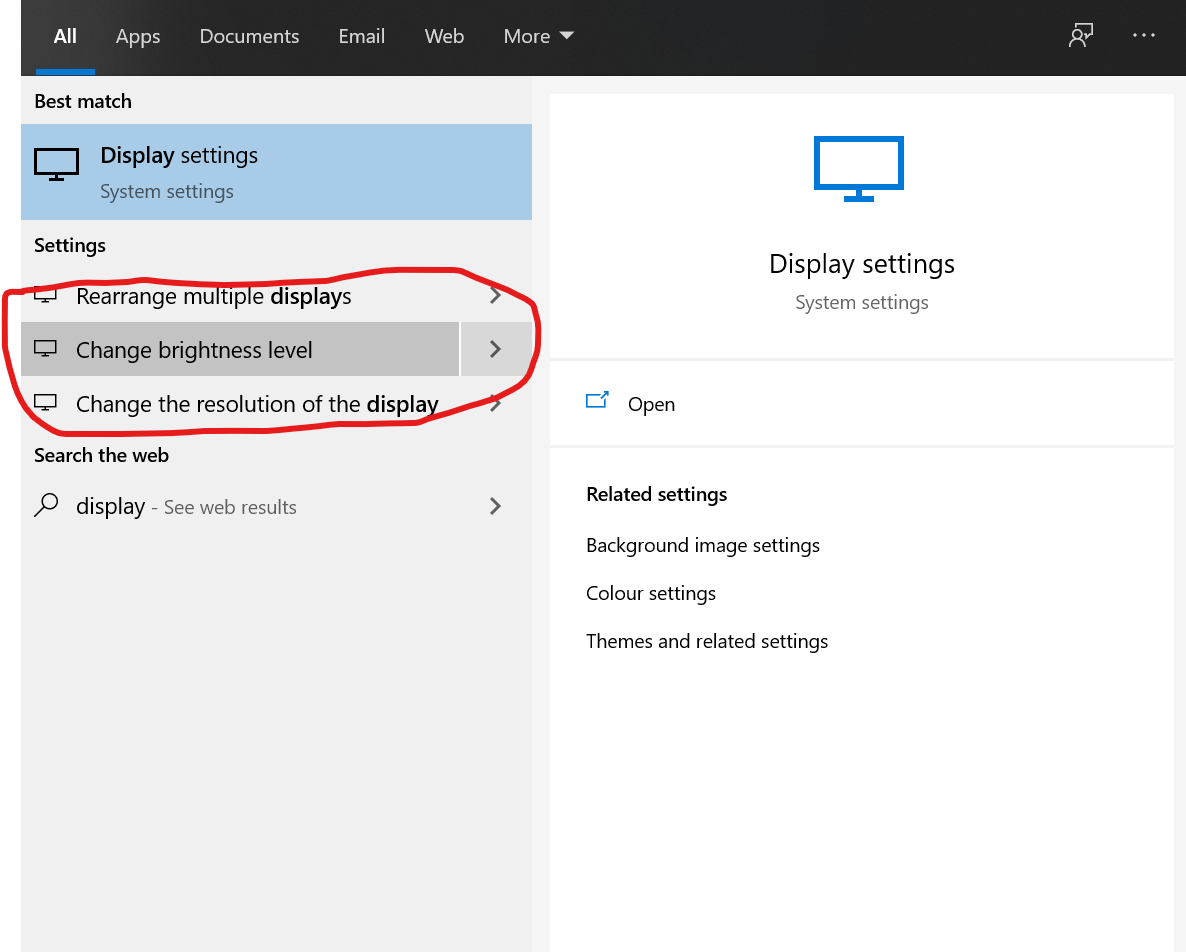 All Apps Documents Email Web More
Best match
Display settings
System settings
Settings
Rearrange multiple displays
Change brightness level
Change the resolution of the display
Search the web
display - See web results
Display settings
System settings
Open
Related settings
Background image settings
Colour settings
Themes and related settings